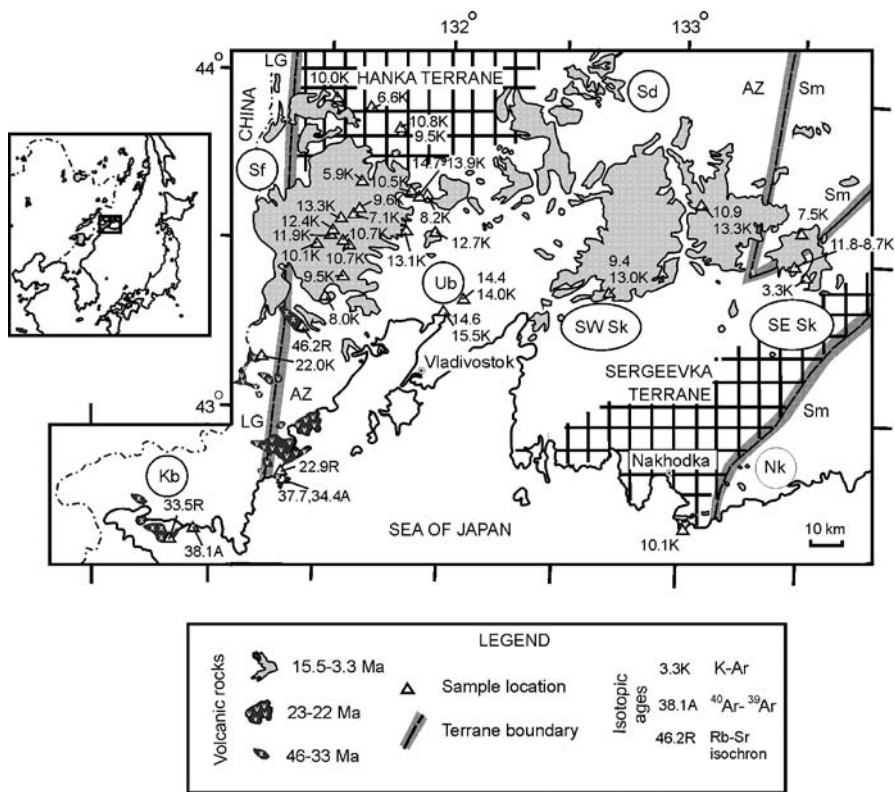 132°
133°
44°
LG
10.0K
HANKA TERRANE
6.6K
10.8K
9.5K
CHINA
Sd
AZ
Sm
Sf
14.7-13.9K
5.9K
10.5K
9.6K
13.3K
7.1K
12.4K
8.2K
11.9K
10.7K
12.7K
10.1K
10.7K
13.1K
10.9
13.3K
Sm
7.5K
11.8-8.7K
9.5K
Ub
14.4
14.0K
9.4
13.0K
3.3K
8.0K
14.6
15.5K
SW Sk
SE Sk
46.2R
22.0K
Vladivostok
SERGEEVKA
TERRANE
43°
AZ
LG
Sm
Kb
22.9R
Nakhodka
Nk
33.5R
37.7,34.4A
SEA OF JAPAN
38.1A
10.1K
10 km
LEGEND
Volcanic rocks
15.5-3.3 Ma
23-22 Ma
46-33 Ma
Sample location
Terrane boundary
Isotopic
ages
3.3K K-Ar
38.1A ⁴⁰Ar-³⁹Ar
46.2R Rb-Sr
isochron